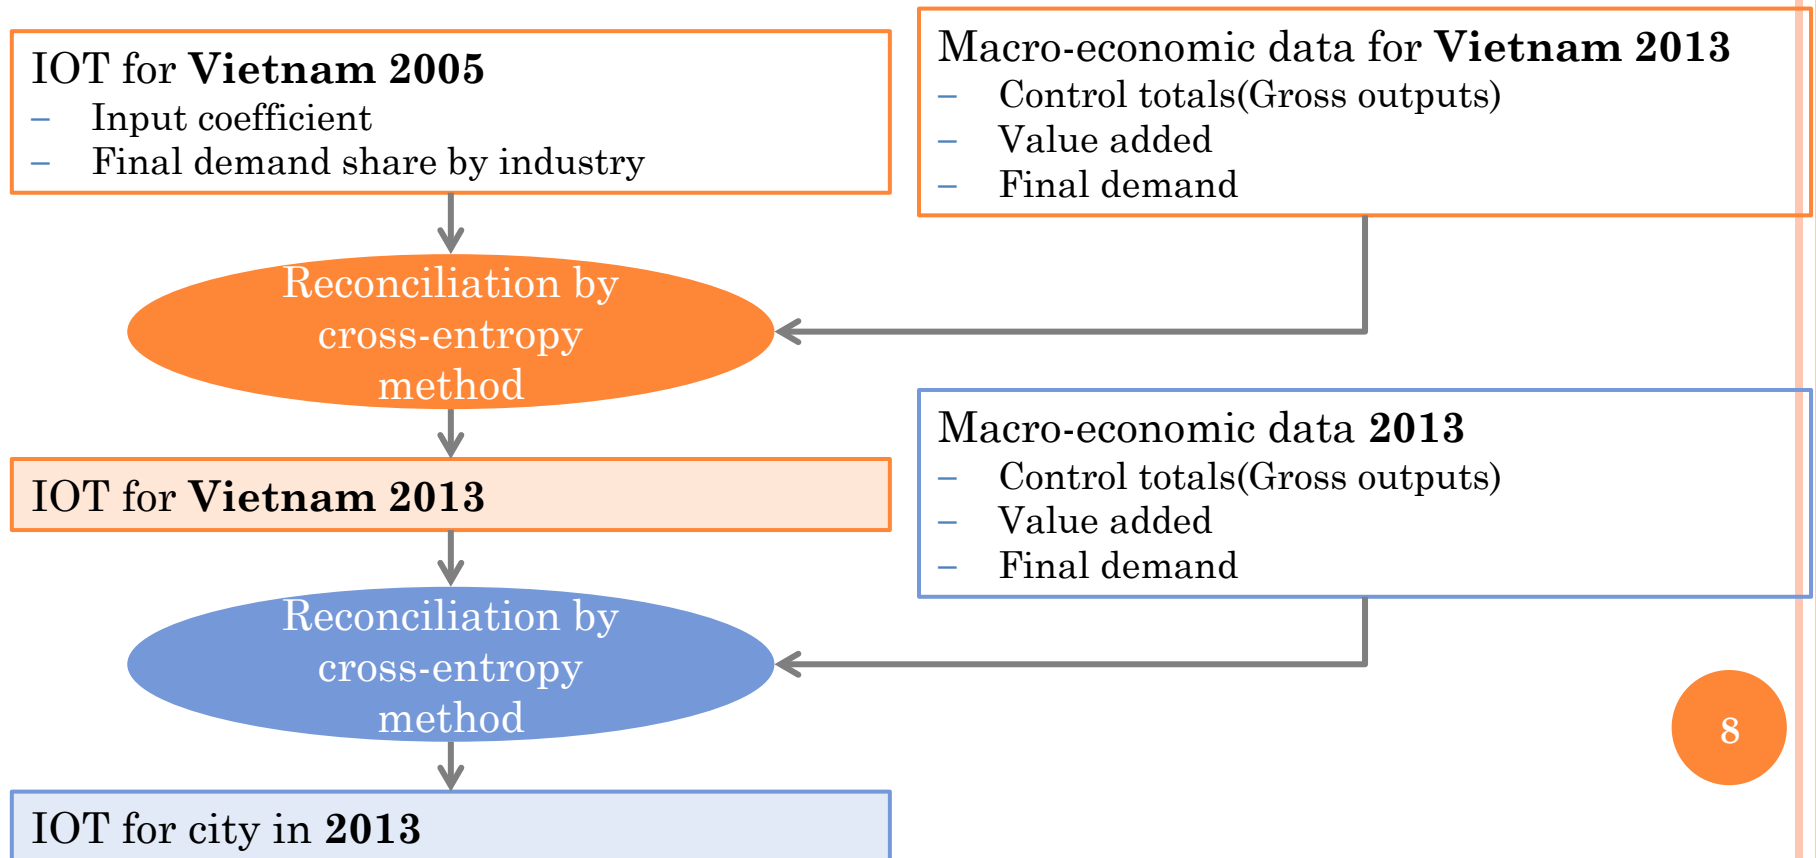 IOT for Vietnam 2005
– Input coefficient
– Final demand share by industry
Macro-economic data for Vietnam 2013
– Control totals(Gross outputs)
– Value added
– Final demand
Reconciliation by
cross-entropy
method
IOT for Vietnam 2013
Macro-economic data 2013
– Control totals(Gross outputs)
– Value added
– Final demand
Reconciliation by
cross-entropy
method
8
IOT for city in 2013